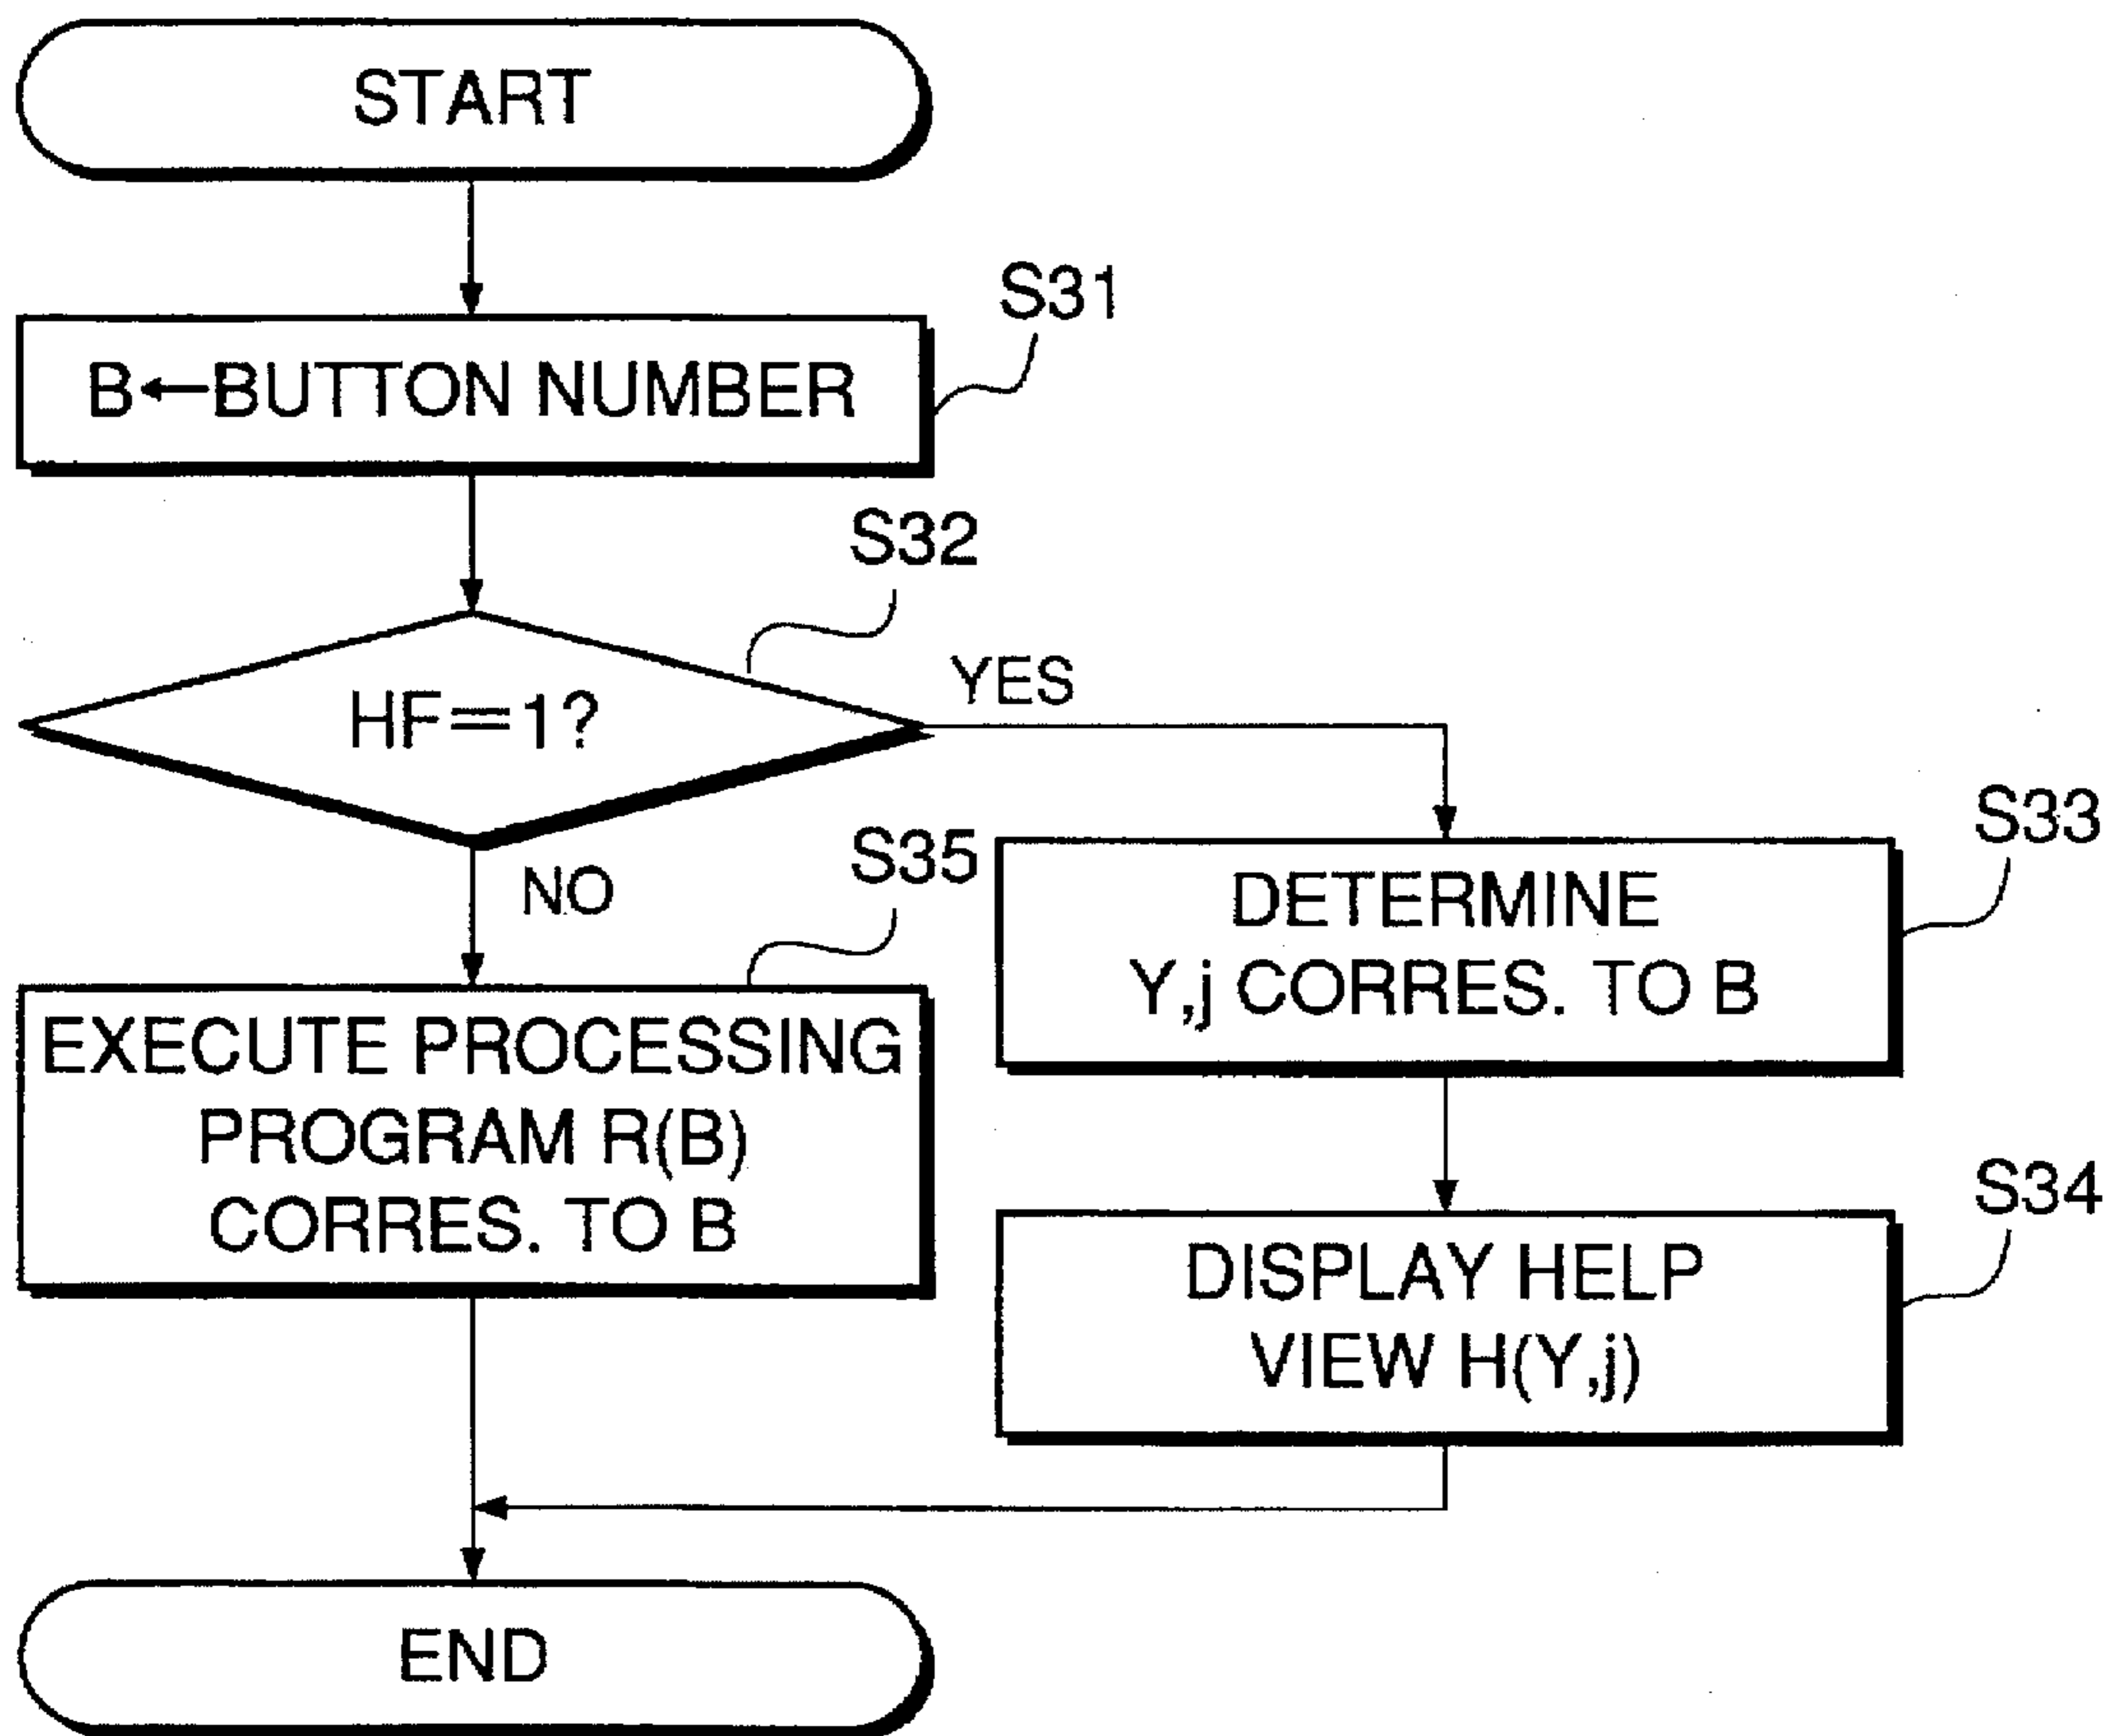 START
S31
B←BUTTON NUMBER
S32
HF=1?
YES
NO
S33
DETERMINE
Y,j CORRES. TO B
S35
EXECUTE PROCESSING
PROGRAM R(B)
CORRES. TO B
S34
DISPLAY HELP
VIEW H(Y,j)
END